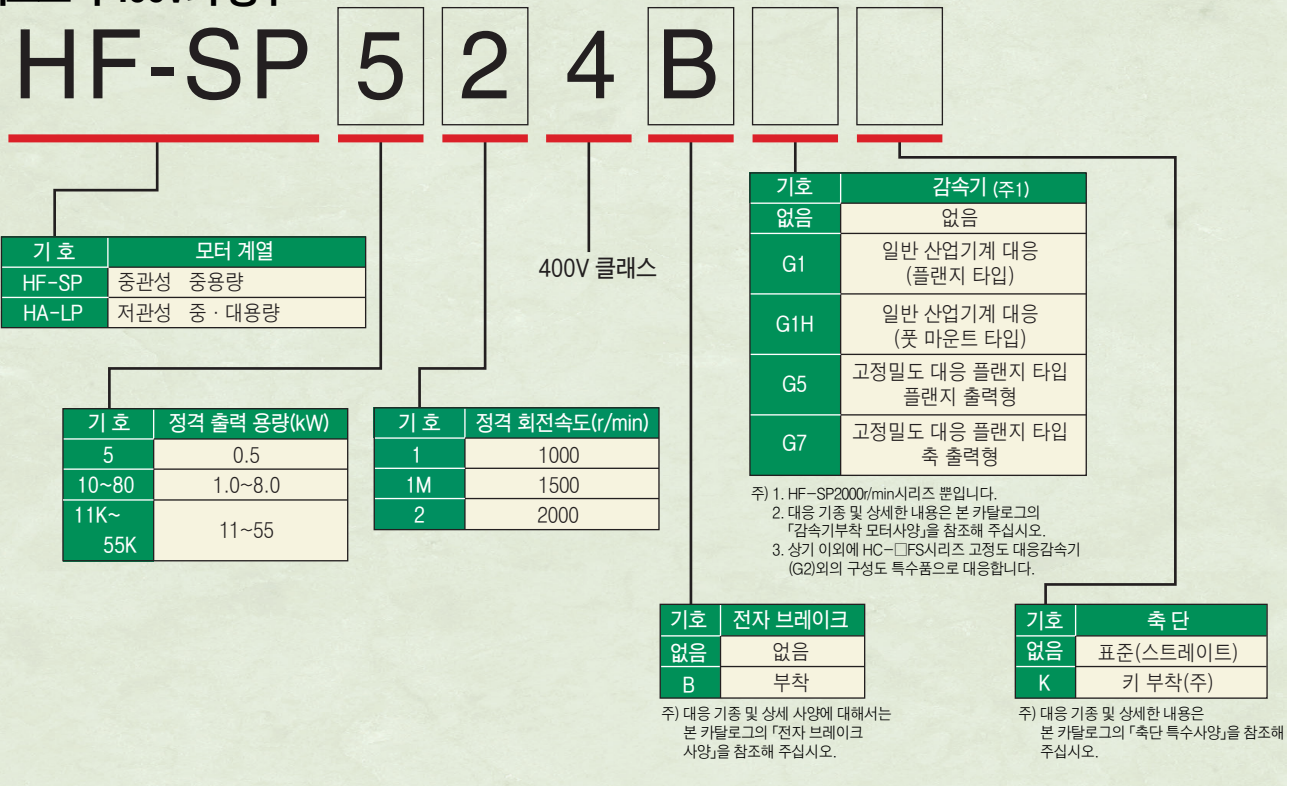 400V
HF-SP 5 2 4 B
기 호 모터 계열
HF-SP 중관성 중용량
HA-LP 저관성 중 · 대용량
400V 클래스
기호 감속기 (주1)
없음 없음
G1 일반 산업기계 대응
(플랜지 타입)
G1H 일반 산업기계 대응
(풋 마운트 타입)
G5 고정밀도 대응 플랜지 타입
플랜지 출력형
G7 고정밀도 대응 플랜지 타입
축 출력형
주) 1. HF-SP2000r/min시리즈 뿐입니다.
2. 대응 기종 및 상세한 내용은 본 카탈로그의
「감속기부착 모터사양」을 참조해 주십시오.
3. 상기 이외에 HC-□FS시리즈 고정도 대응감속기
(G2)외의 구성도 특수품으로 대응합니다.
기 호 정격 출력 용량(kW)
5 0.5
10~80 1.0~8.0
11K~
55K 11~55
기 호 정격 회전속도(r/min)
1 1000
1M 1500
2 2000
기호 전자 브레이크
없음 없음
B 부착
주) 대응 기종 및 상세 사양에 대해서는
본 카탈로그의 「전자 브레이크
사양」을 참조해 주십시오.
기호 축 단
없음 표준(스트레이트)
K 키 부착(주)
주) 대응 기종 및 상세한 내용은
본 카탈로그의 「축단 특수사양」을 참조해
주십시오.